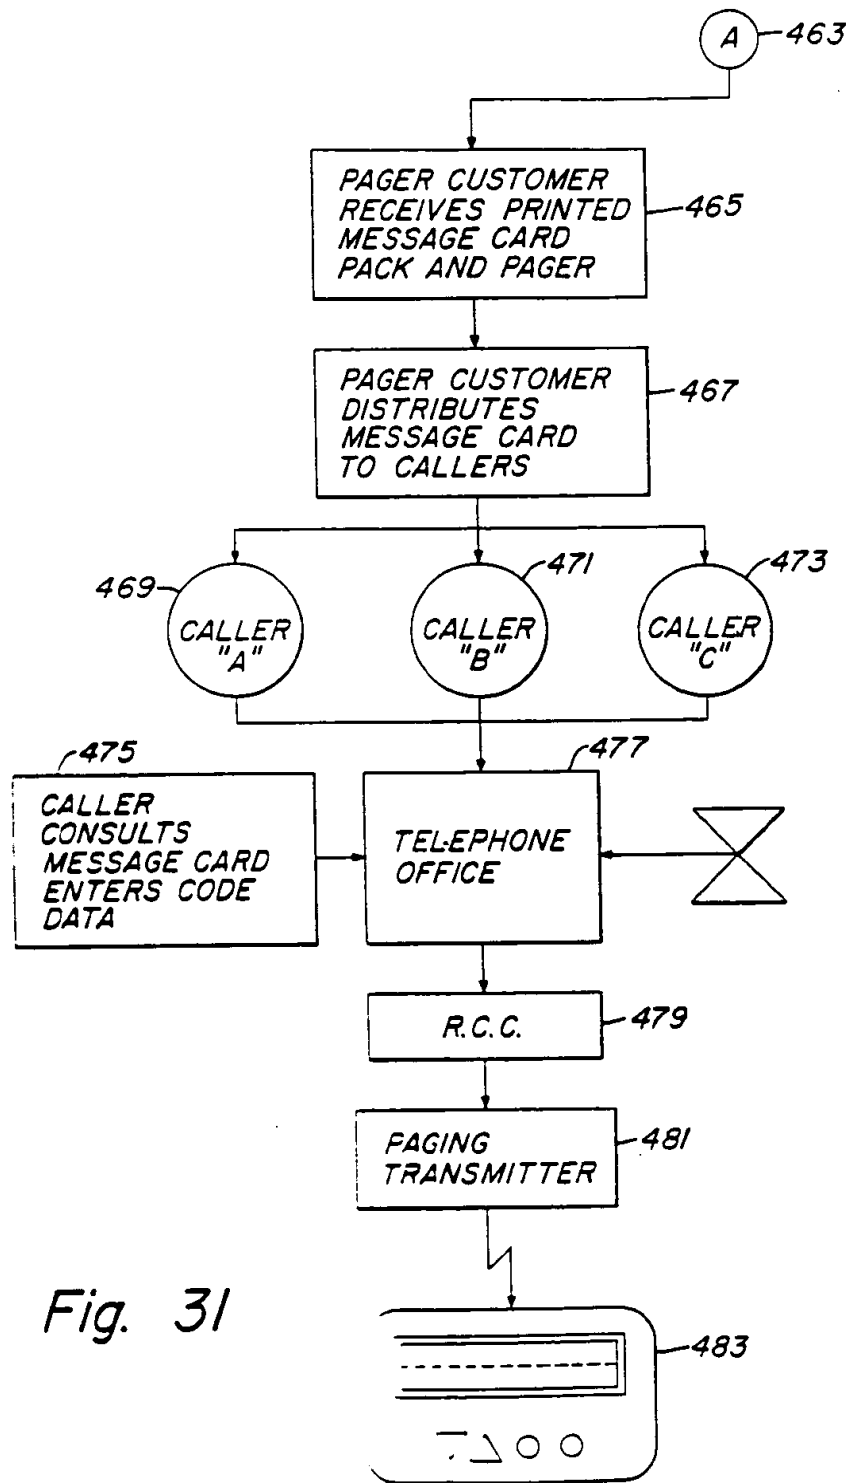 A
463
PAGER CUSTOMER
RECEIVES PRINTED
MESSAGE CARD
PACK AND PAGER
465
PAGER CUSTOMER
DISTRIBUTES
MESSAGE CARD
TO CALLERS
467
469
CALLER
"A"
471
CALLER
"B"
473
CALLER
"C"
475
CALLER
CONSULTS
MESSAGE CARD
ENTERS CODE
DATA
477
TELEPHONE
OFFICE
R.C.C.
479
PAGING
TRANSMITTER
481
Fig. 31
483